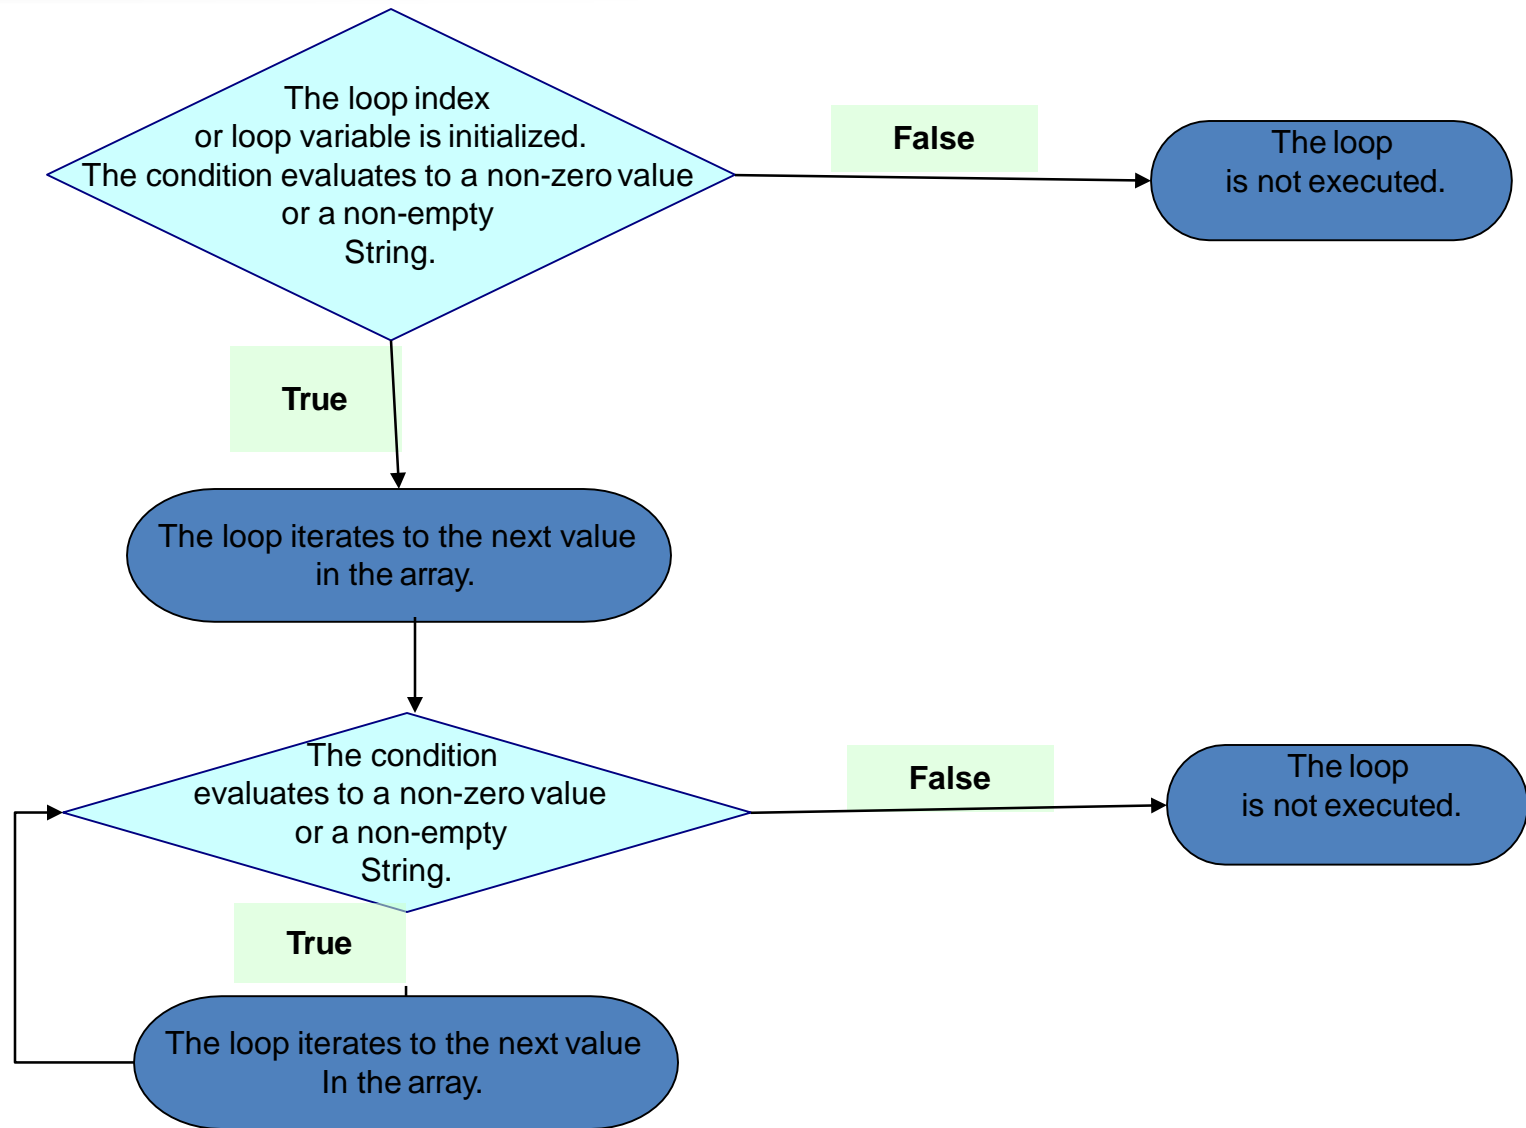 The loop index
or loop variable is initialized.
The condition evaluates to a non-zero value
or a non-empty
String.
False
The loop
is not executed.
True
The loop iterates to the next value
in the array.
The condition
evaluates to a non-zero value
or a non-empty
String.
False
The loop
is not executed.
True
The loop iterates to the next value
In the array.